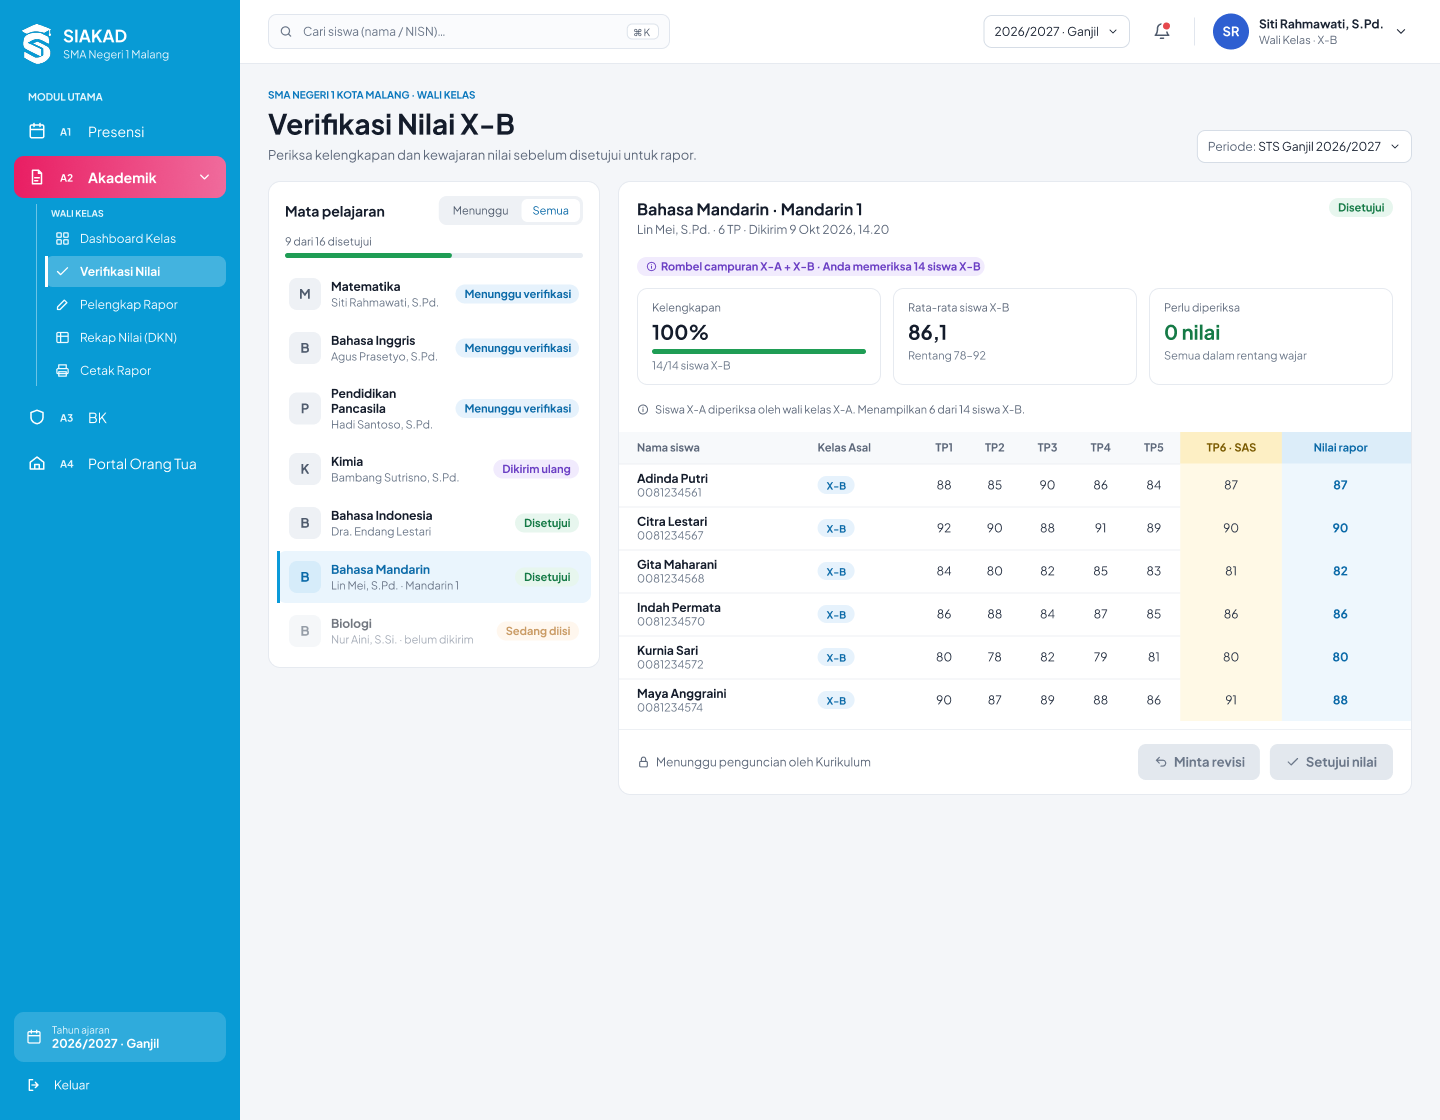 SIAKAD
SMA Negeri 1 Malang
MODUL UTAMA
A1 Presensi
A2 Akademik
WALI KELAS
Dashboard Kelas
Verifikasi Nilai
Pelengkap Rapor
Rekap Nilai (DKN)
Cetak Rapor
A3 BK
A4 Portal Orang Tua
Tahun ajaran
2026/2027 · Ganjil
Keluar
Cari siswa (nama / NISN)... ⌘K
2026/2027 · Ganjil
SR
Siti Rahmawati, S.Pd.
Wali Kelas · X-B
SMA NEGERI 1 KOTA MALANG · WALI KELAS
Verifikasi Nilai X-B
Periksa kelengkapan dan kewajaran nilai sebelum disetujui untuk rapor.
Periode: STS Ganjil 2026/2027
Mata pelajaran
Menunggu Semua
9 dari 16 disetujui
M Matematika Menunggu verifikasi
Siti Rahmawati, S.Pd.
B Bahasa Inggris Menunggu verifikasi
Agus Prasetyo, S.Pd.
P Pendidikan Menunggu verifikasi
Pancasila
Hadi Santoso, S.Pd.
K Kimia Dikirim ulang
Bambang Sutrisno, S.Pd.
B Bahasa Indonesia Disetujui
Dra. Endang Lestari
B Bahasa Mandarin Disetujui
Lin Mei, S.Pd. · Mandarin 1
B Biologi Sedang diisi
Nur Aini, S.Si. · belum dikirim
Bahasa Mandarin · Mandarin 1 Disetujui
Lin Mei, S.Pd. · 6 TP · Dikirim 9 Okt 2026, 14.20
Rombel campuran X-A + X-B · Anda memeriksa 14 siswa X-B
Kelengkapan
100%
14/14 siswa X-B
Rata-rata siswa X-B
86,1
Rentang 78–92
Perlu diperiksa
0 nilai
Semua dalam rentang wajar
Siswa X-A diperiksa oleh wali kelas X-A. Menampilkan 6 dari 14 siswa X-B.
Nama siswa Kelas Asal TP1 TP2 TP3 TP4 TP5 TP6 · SAS Nilai rapor
Adinda Putri X-B 88 85 90 86 84 87 87
0081234561
Citra Lestari X-B 92 90 88 91 89 90 90
0081234567
Gita Maharani X-B 84 80 82 85 83 81 82
0081234568
Indah Permata X-B 86 88 84 87 85 86 86
0081234570
Kurnia Sari X-B 80 78 82 79 81 80 80
0081234572
Maya Anggraini X-B 90 87 89 88 86 91 88
0081234574
Menunggu penguncian oleh Kurikulum
Minta revisi
Setujui nilai